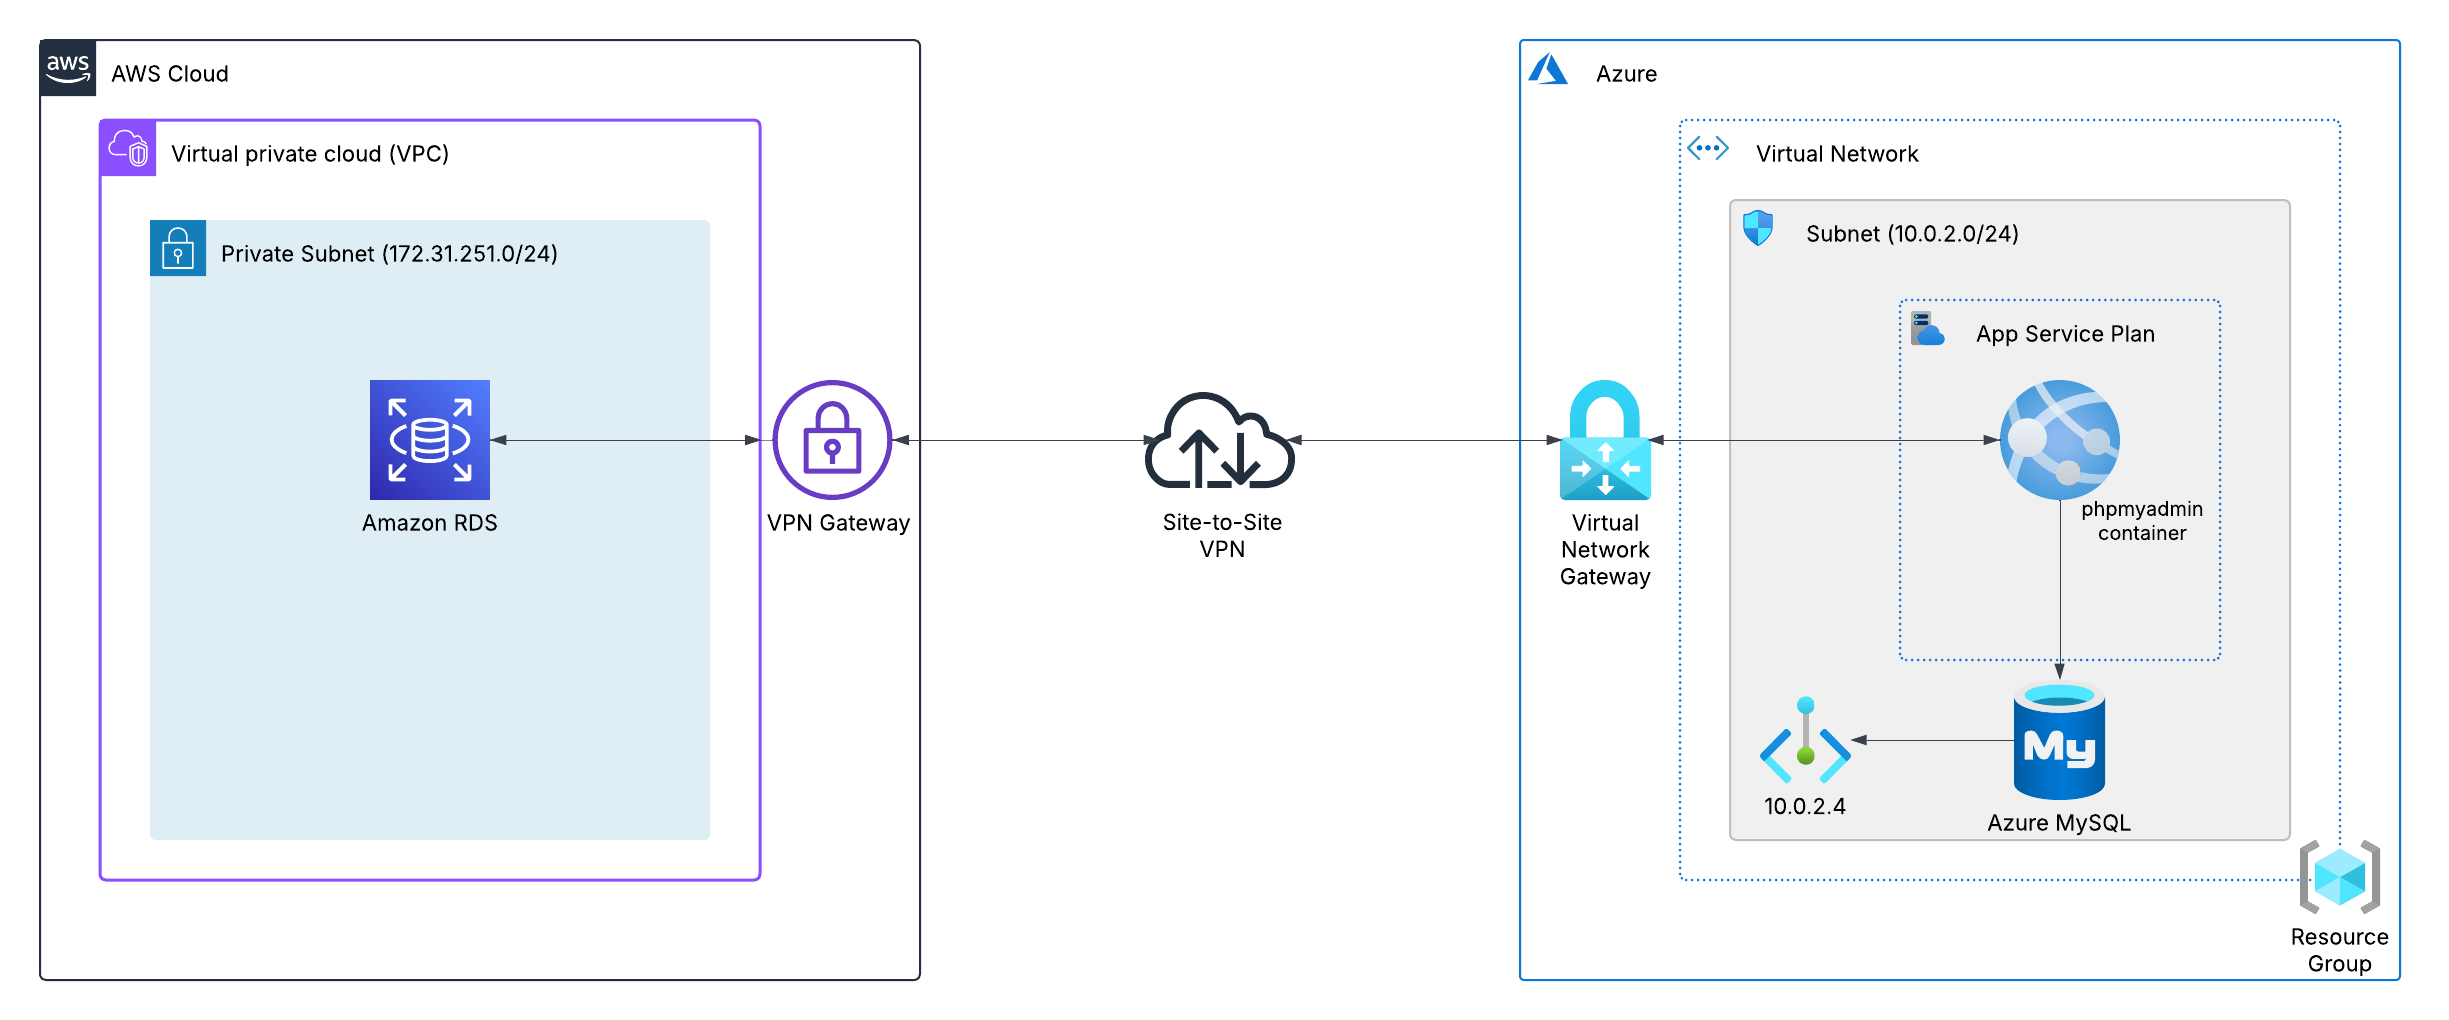 aws
AWS Cloud
Virtual private cloud (VPC)
Private Subnet (172.31.251.0/24)
Amazon RDS
VPN Gateway
Site-to-Site
VPN
Azure
Virtual Network
Subnet (10.0.2.0/24)
App Service Plan
Virtual
Network
Gateway
phpmyadmin
container
My
10.0.2.4
Azure MySQL
Resource
Group